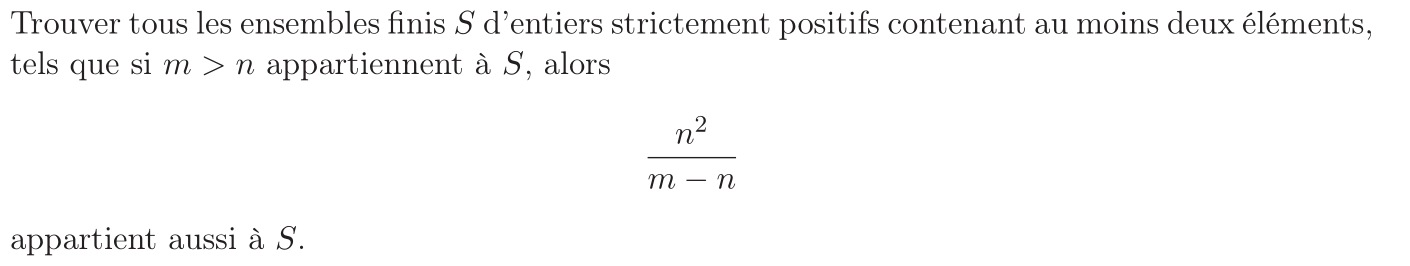 Trouver tous les ensembles finis S d'entiers strictement positifs contenant au moins deux éléments,
tels que si m > n appartiennent à S, alors
n²
m − n
appartient aussi à S.